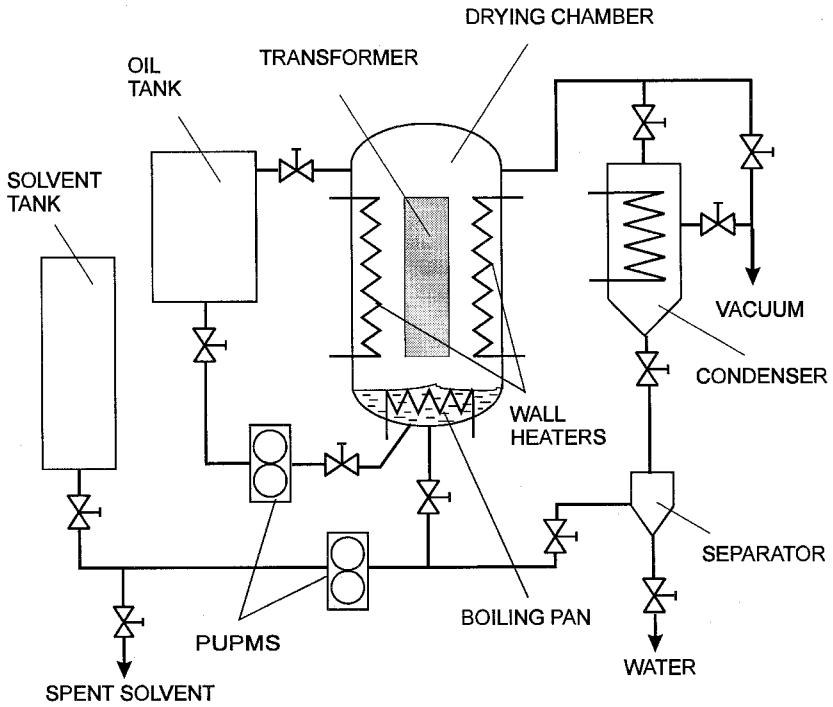 DRYING CHAMBER
TRANSFORMER
OIL
TANK
SOLVENT
TANK
VACUUM
CONDENSER
WALL
HEATERS
SEPARATOR
BOILING PAN
PUPMS
WATER
SPENT SOLVENT